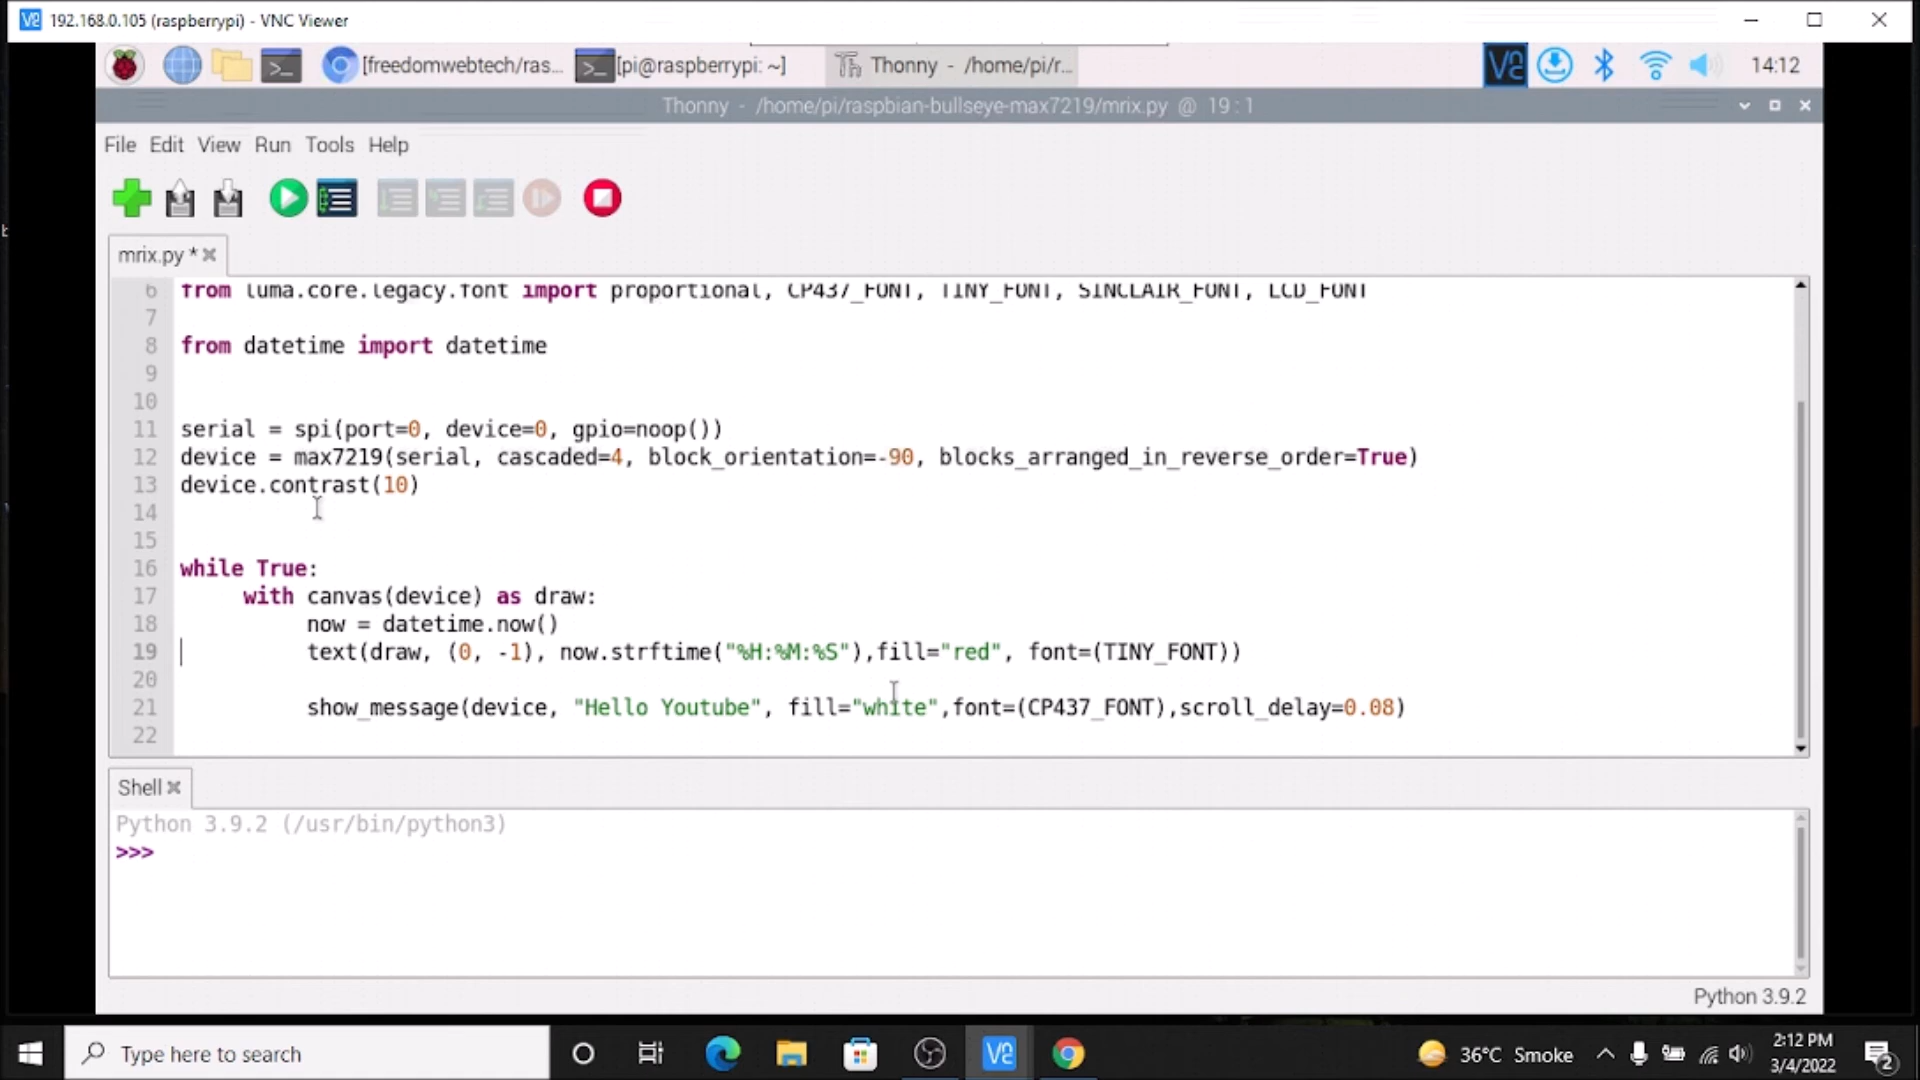 192.168.0.105 (raspberrypi) - VNC Viewer
[freedomwebtech/ras... [pi@raspberrypi: ~] Thonny - /home/pi/r... 14:12
Thonny - /home/pi/raspbian-bullseye-max7219/mrix.py @ 19 : 1
File Edit View Run Tools Help
mrix.py *
6 from luma.core.legacy.font import proportional, CP437_FONT, TINY_FONT, SINCLAIR_FONT, LCD_FONT
7
8 from datetime import datetime
9
10
11 serial = spi(port=0, device=0, gpio=noop())
12 device = max7219(serial, cascaded=4, block_orientation=-90, blocks_arranged_in_reverse_order=True)
13 device.contrast(10)
14
15
16 while True:
17 with canvas(device) as draw:
18 now = datetime.now()
19 text(draw, (0, -1), now.strftime("%H:%M:%S"),fill="red", font=(TINY_FONT))
20
21 show_message(device, "Hello Youtube", fill="white",font=(CP437_FONT),scroll_delay=0.08)
22
Shell
Python 3.9.2 (/usr/bin/python3)
>>>
Python 3.9.2
Type here to search
36°C Smoke
2:12 PM
3/4/2022
2